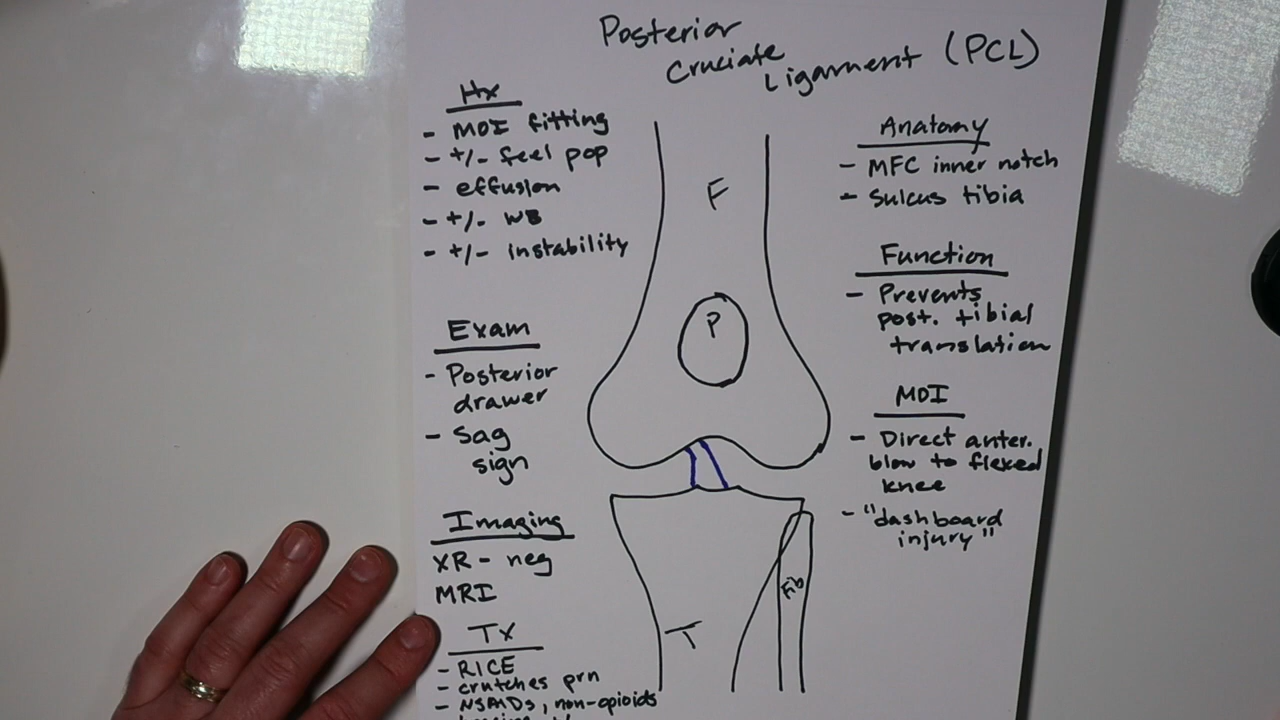 Posterior
Cruciate
Ligament (PCL)
Hx
- MOI fitting
- +/- feel pop
- effusion
- +/- WB
- +/- instability
Exam
- Posterior
drawer
- Sag
sign
Imaging
XR - neg
MRI
Tx
- RICE
- crutches prn
- NSAIDs, non-opioids
F
P
T
Fib
Anatomy
- MFC inner notch
- Sulcus tibia
Function
- Prevents
post. tibial
translation
MOI
- Direct anter.
blow to flexed
knee
- "dashboard
injury"